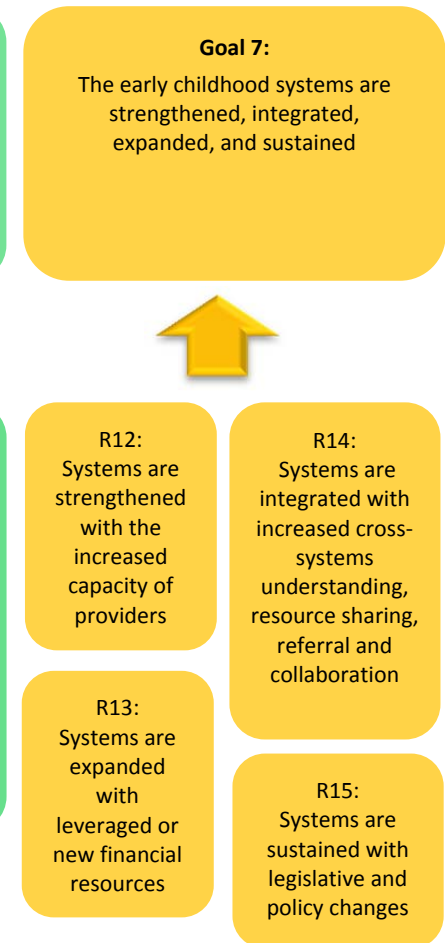 Goal 7:
The early childhood systems are
strengthened, integrated,
expanded, and sustained
R12:
Systems are
strengthened
with the
increased
capacity of
providers
R13:
Systems are
expanded
with
leveraged or
new financial
resources
R14:
Systems are
integrated with
increased cross-
systems
understanding,
resource sharing,
referral and
collaboration
R15:
Systems are
sustained with
legislative and
policy changes